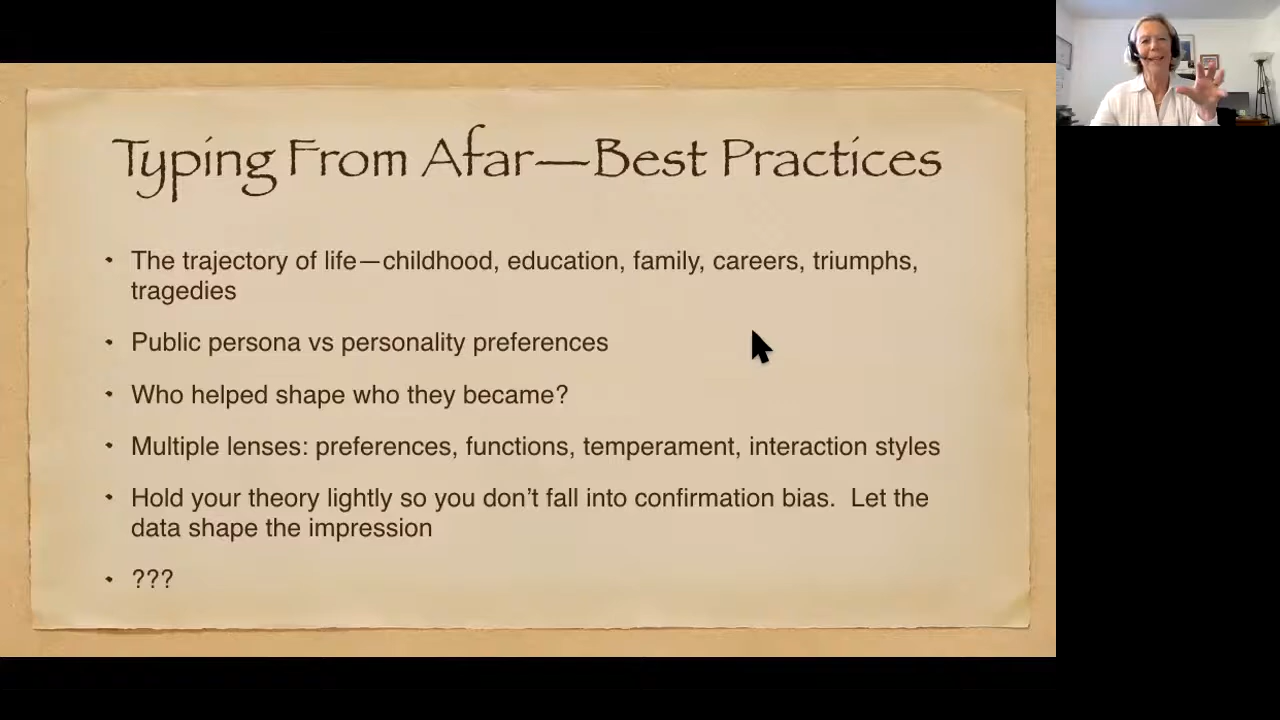 Typing From Afar—Best Practices
• The trajectory of life—childhood, education, family, careers, triumphs,
tragedies
• Public persona vs personality preferences
• Who helped shape who they became?
• Multiple lenses: preferences, functions, temperament, interaction styles
• Hold your theory lightly so you don’t fall into confirmation bias.  Let the
data shape the impression
• ???